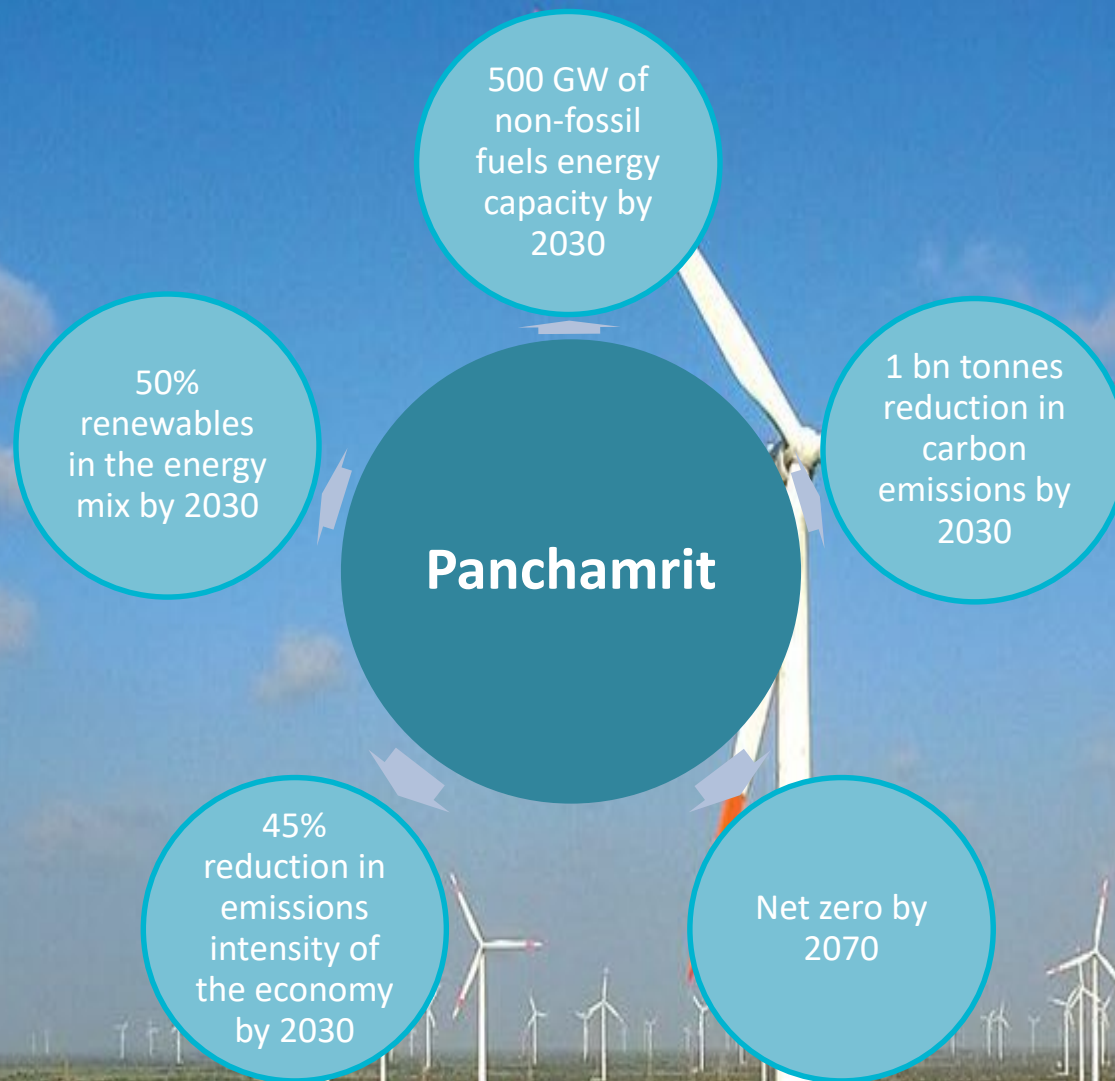 500 GW of
non-fossil
fuels energy
capacity by
2030
1 bn tonnes
reduction in
carbon
emissions by
2030
50%
renewables
in the energy
mix by 2030
Panchamrit
45%
reduction in
emissions
intensity of
the economy
by 2030
Net zero by
2070